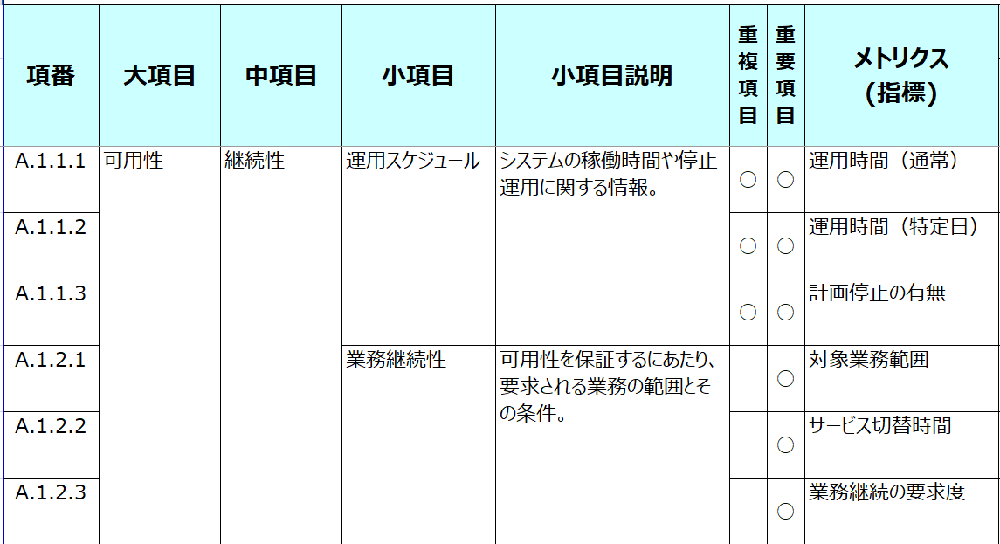 項番 大項目 中項目 小項目 小項目説明 重複項目 重要項目 メトリクス
(指標)
A.1.1.1 可用性 継続性 運用スケジュール システムの稼働時間や停止 ○ ○ 運用時間（通常）
運用に関する情報。
A.1.1.2 ○ ○ 運用時間（特定日）
A.1.1.3 ○ ○ 計画停止の有無
A.1.2.1 業務継続性 可用性を保証するにあたり、 ○ 対象業務範囲
要求される業務の範囲とそ
の条件。
A.1.2.2 ○ サービス切替時間
A.1.2.3 ○ 業務継続の要求度